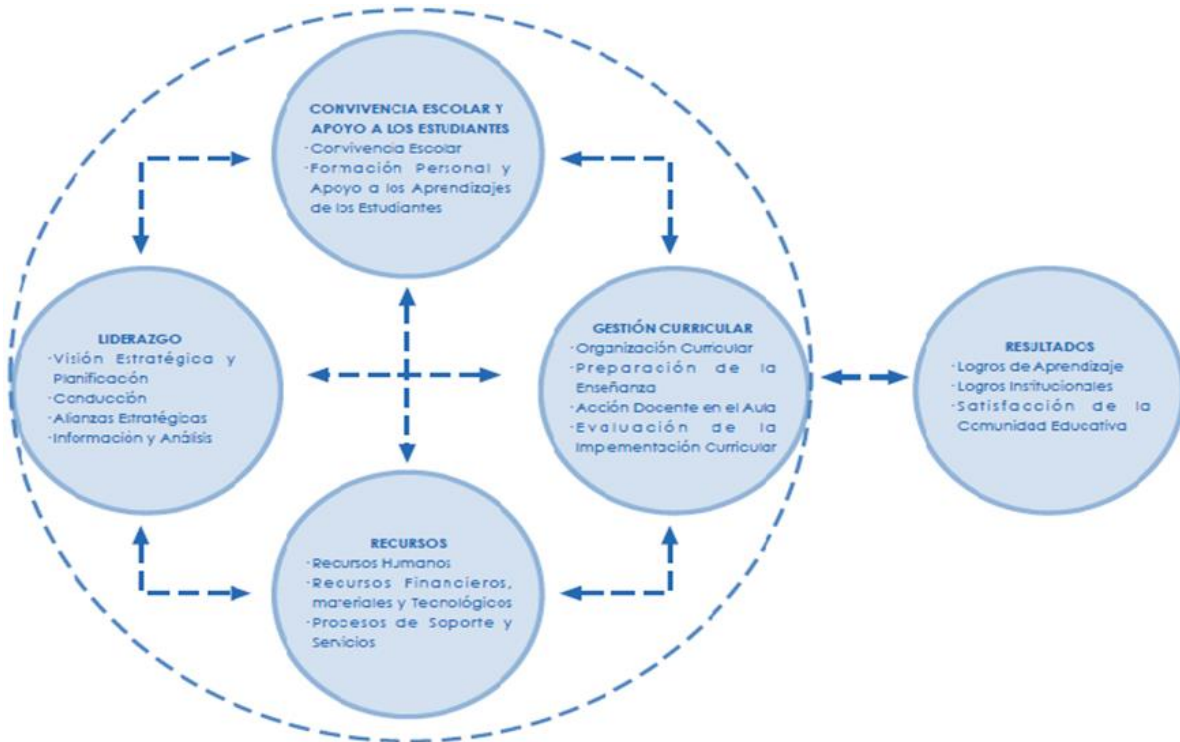 CONVIVENCIA ESCOLAR Y
APOYO A LOS ESTUDIANTES
·Convivencia Escolar
·Formación Personal y
Apoyo a los Aprendizajes
de los Estudiantes
LIDERAZGO
·Visión Estratégica y
Planificacón
·Conducción
·Alianzas Estratégicas
·Información y Análisis
GESTIÓN CURRICULAR
·Organización Curricular
·Preparación de la
Enseñanza
·Acción Docente en el Aula
·Evaluación de la
Implementación Curricular
RESULTADOS
·Logros de Aprendizaje
·Logros Institucionales
·Satisfacción de la
Comunidad Educativa
RECURSOS
·Recursos Humanos
·Recursos Financieros,
materiales y Tecnológicos
·Procesos de Soporte y
Servicios